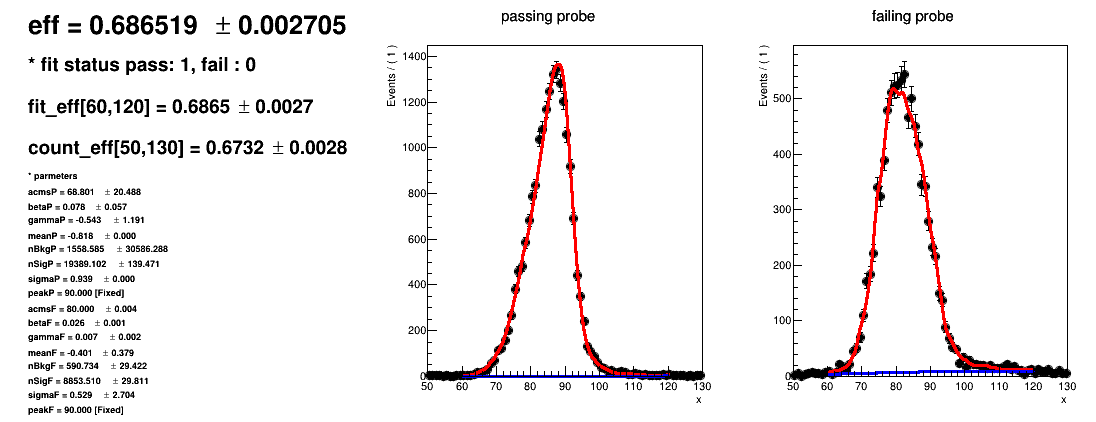 eff = 0.686519 ± 0.002705
* fit status pass: 1, fail : 0
fit_eff[60,120] = 0.6865 ± 0.0027
count_eff[50,130] = 0.6732 ± 0.0028
* parmeters
acmsP = 68.801 ± 20.488
betaP = 0.078 ± 0.057
gammaP = -0.543 ± 1.191
meanP = -0.818 ± 0.000
nBkgP = 1558.585 ± 30586.288
nSigP = 19389.102 ± 139.471
sigmaP = 0.939 ± 0.000
peakP = 90.000 [Fixed]
acmsF = 80.000 ± 0.004
betaF = 0.026 ± 0.001
gammaF = 0.007 ± 0.002
meanF = -0.401 ± 0.379
nBkgF = 590.734 ± 29.422
nSigF = 8853.510 ± 29.811
sigmaF = 0.529 ± 2.704
peakF = 90.000 [Fixed]
passing probe
Events / ( 1 )
1400
1200
1000
800
600
400
200
0
50 60 70 80 90 100 110 120 130
x
failing probe
Events / ( 1 )
500
400
300
200
100
0
50 60 70 80 90 100 110 120 130
x